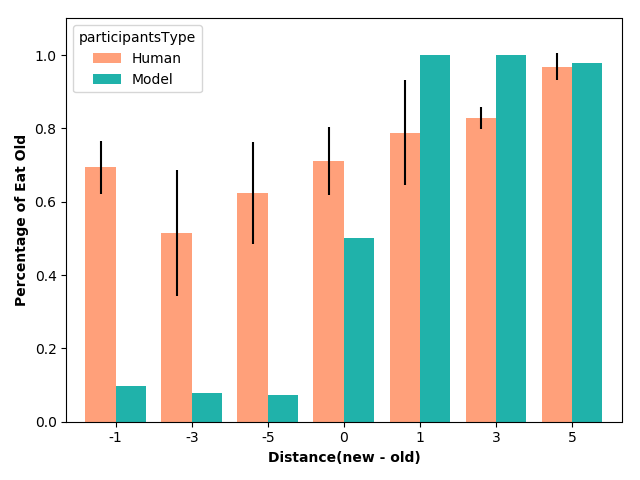 participantsType
Human
Model
Percentage of Eat Old
1.0
0.8
0.6
0.4
0.2
0.0
-1 -3 -5 0 1 3 5
Distance(new - old)